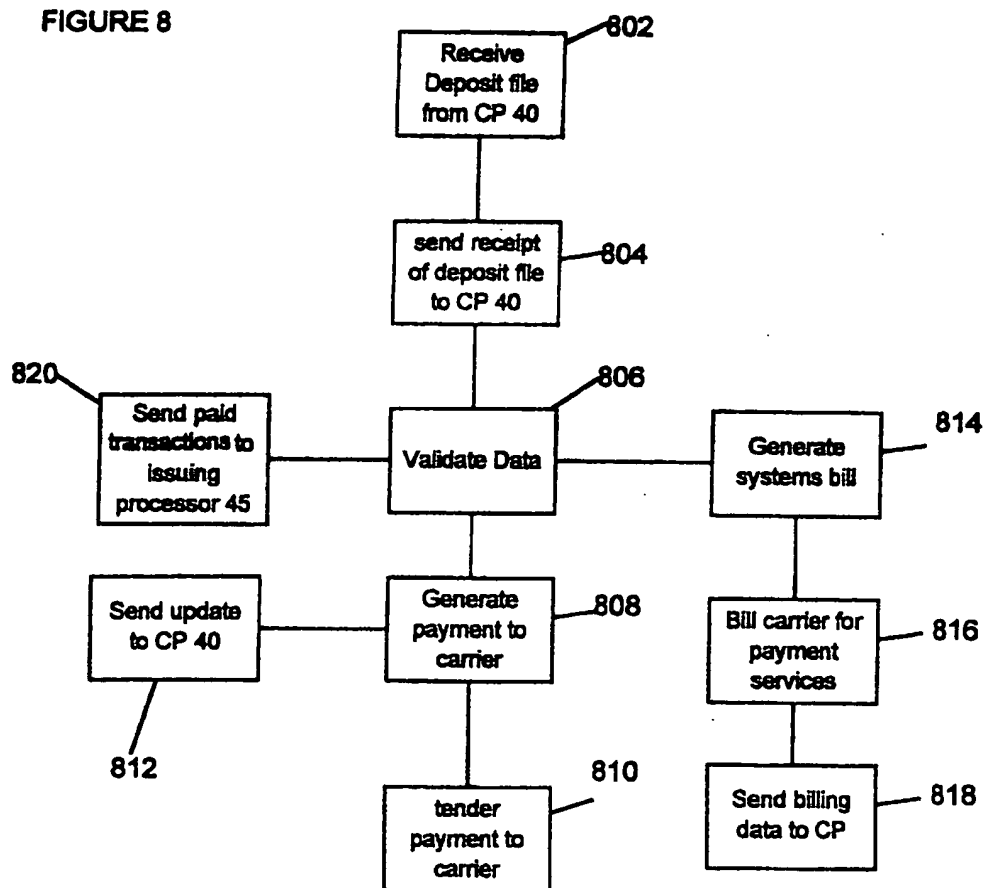 FIGURE 8
802
Receive
Deposit file
from CP 40
send receipt
of deposit file
to CP 40
804
820
806
Send paid
transactions to
issuing
processor 45
Validate Data
Generate
systems bill
814
Send update
to CP 40
Generate
payment to
carrier
808
Bill carrier for
payment
services
816
812
810
tender
payment to
carrier
Send billing
data to CP
818